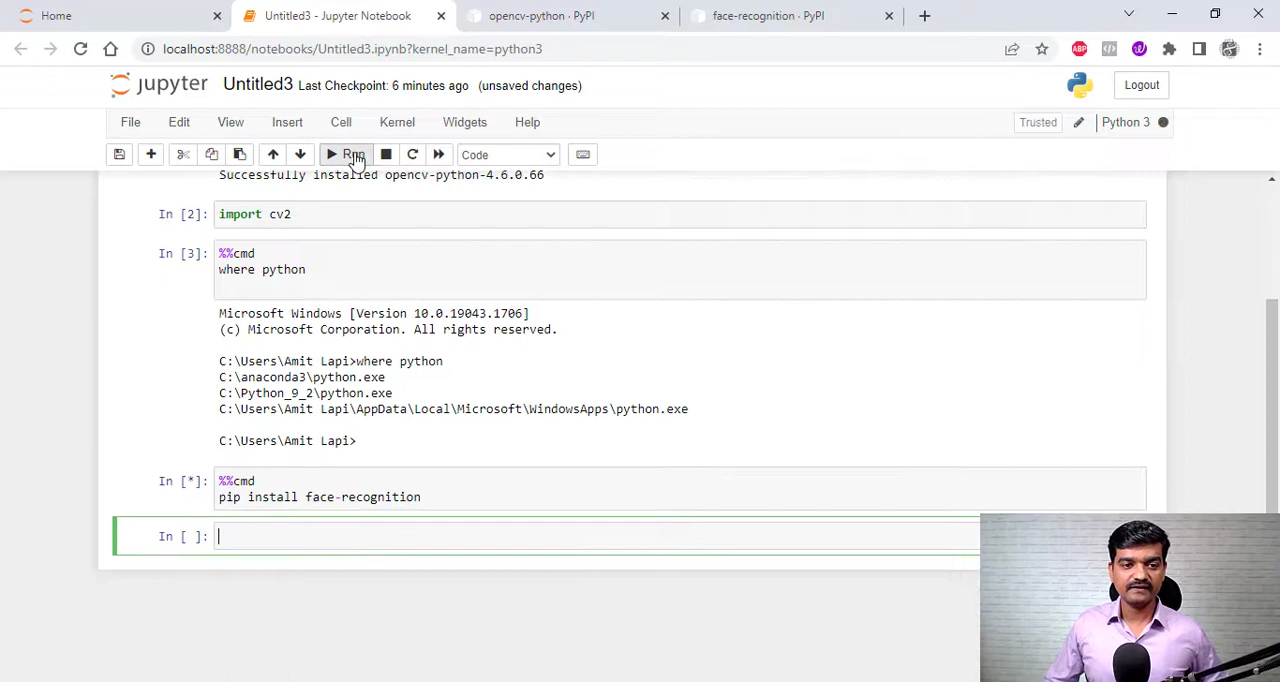 Home
Untitled3 - Jupyter Notebook
opencv-python · PyPI
face-recognition · PyPI
localhost:8888/notebooks/Untitled3.ipynb?kernel_name=python3
ABP
jupyter Untitled3 Last Checkpoint: 6 minutes ago (unsaved changes)
Logout
File Edit View Insert Cell Kernel Widgets Help
Trusted Python 3
Run Code
Successfully installed opencv-python-4.6.0.66
In [2]: import cv2
In [3]: %%cmd
where python
Microsoft Windows [Version 10.0.19043.1706]
(c) Microsoft Corporation. All rights reserved.
C:\Users\Amit Lapi>where python
C:\anaconda3\python.exe
C:\Python_9_2\python.exe
C:\Users\Amit Lapi\AppData\Local\Microsoft\WindowsApps\python.exe
C:\Users\Amit Lapi>
In [*]: %%cmd
pip install face-recognition
In [ ]: